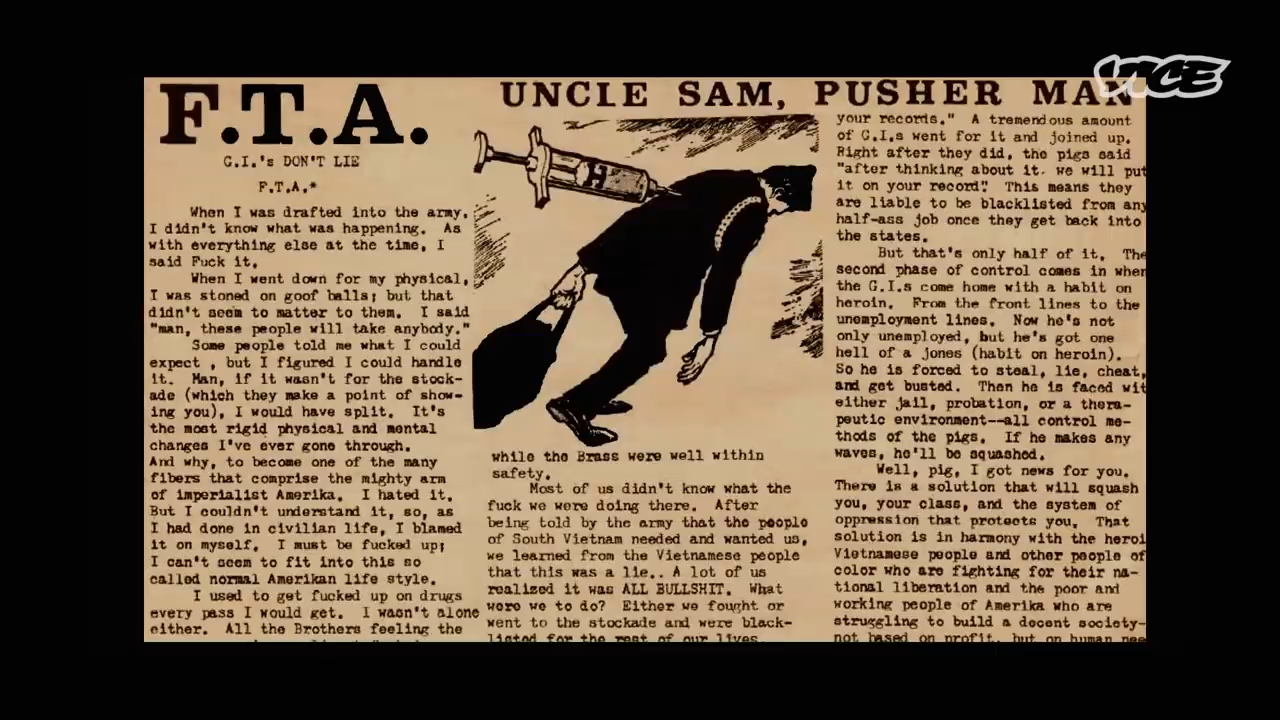 VICE
F.T.A.
G.I.'s DON'T LIE
F.T.A.*
When I was drafted into the army,
I didn't know what was happening. As
with everything else at the time, I
said Fuck it.
When I went down for my physical,
I was stoned on goof balls; but that
didn't seem to matter to them. I said
"man, these people will take anybody."
Some people told me what I could
expect , but I figured I could handle
it. Man, if it wasn't for the stock-
ade (which they make a point of show-
ing you), I would have split. It's
the most rigid physical and mental
changes I've ever gone through.
And why, to become one of the many
fibers that comprise the mighty arm
of imperialist Amerika. I hated it.
But I couldn't understand it, so, as
I had done in civilian life, I blamed
it on myself. I must be fucked up;
I can't seem to fit into this so
called normal Amerikan life style.
I used to get fucked up on drugs
every pass I would get. I wasn't alone
either. All the Brothers feeling the
UNCLE SAM, PUSHER MAN
H
while the Brass were well within
safety.
Most of us didn't know what the
fuck we were doing there. After
being told by the army that the people
of South Vietnam needed and wanted us,
we learned from the Vietnamese people
that this was a lie.. A lot of us
realized it was ALL BULLSHIT. What
were we to do? Either we fought or
went to the stockade and were black-
listed for the rest of our lives.
your records." A tremendous amount
of G.I.s went for it and joined up.
Right after they did, the pigs said
"after thinking about it. we will put
it on your record". This means they
are liable to be blacklisted from any
half-ass job once they get back into
the states.
But that's only half of it. The
second phase of control comes in when
the G.I.s come home with a habit on
heroin. From the front lines to the
unemployment lines. Now he's not
only unemployed, but he's got one
hell of a jones (habit on heroin).
So he is forced to steal, lie, cheat,
and get busted. Then he is faced wit
either jail, probation, or a thera-
peutic environment--all control me-
thods of the pigs. If he makes any
waves, he'll be squashed.
Well, pig, I got news for you.
There is a solution that will squash
you, your class, and the system of
oppression that protects you. That
solution is in harmony with the heroi
Vietnamese people and other people of
color who are fighting for their na-
tional liberation and the poor and
working people of Amerika who are
struggling to build a decent society-
not based on profit, but on human nee